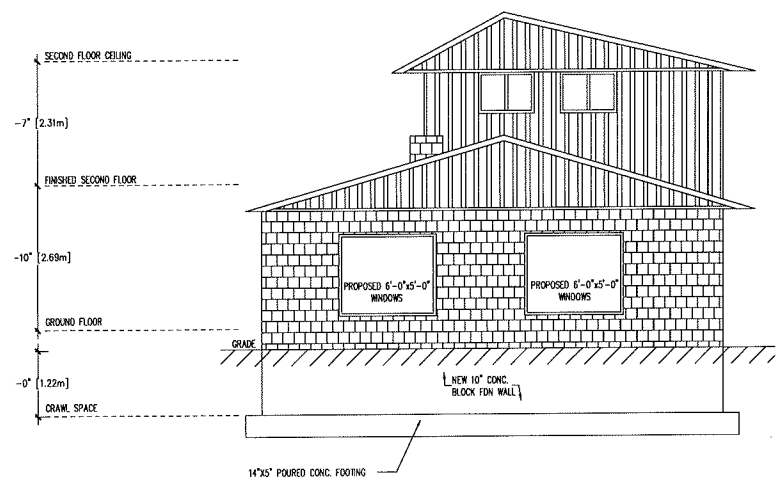 SECOND FLOOR CEILING
-7" [2.31m]
FINISHED SECOND FLOOR
-10" [2.69m]
PROPOSED 6'-0"x5'-0"
WINDOWS
PROPOSED 6'-0"x5'-0"
WINDOWS
GROUND FLOOR
GRADE
-0" [1.22m]
NEW 10" CONC.
BLOCK FDN WALL
CRAWL SPACE
14"X5" POURED CONC. FOOTING